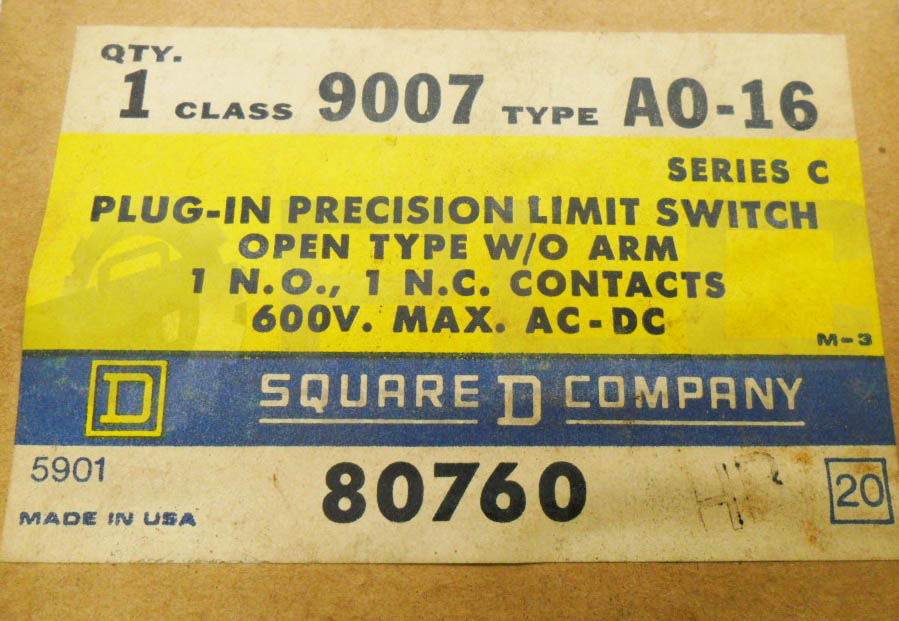 QTY.
1 CLASS 9007 TYPE AO-16
SERIES C
PLUG-IN PRECISION LIMIT SWITCH
OPEN TYPE W/O ARM
1 N.O., 1 N.C. CONTACTS
600V. MAX. AC-DC
M-3
D SQUARE D COMPANY
5901
80760
20
MADE IN USA